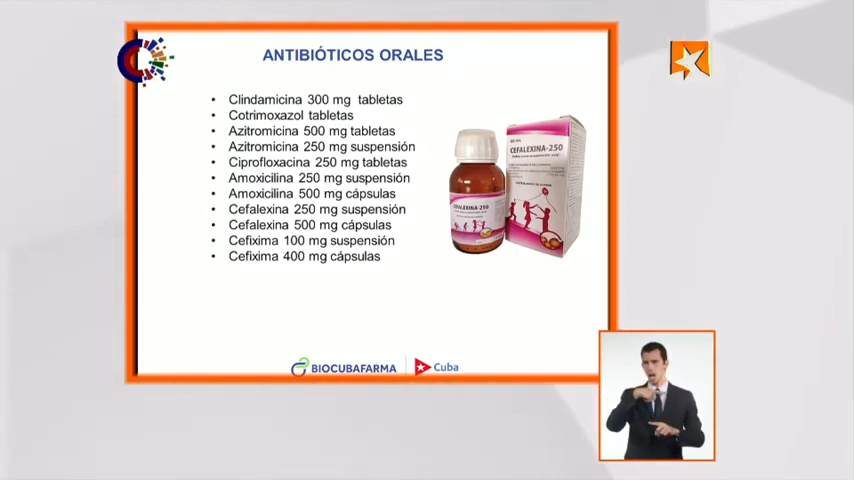 ANTIBIÓTICOS ORALES
• Clindamicina 300 mg tabletas
• Cotrimoxazol tabletas
• Azitromicina 500 mg tabletas
• Azitromicina 250 mg suspensión
• Ciprofloxacina 250 mg tabletas
• Amoxicilina 250 mg suspensión
• Amoxicilina 500 mg cápsulas
• Cefalexina 250 mg suspensión
• Cefalexina 500 mg cápsulas
• Cefixima 100 mg suspensión
• Cefixima 400 mg cápsulas
CEFALEXINA-250
CEFALEXINA-250
BIOCUBAFARMA
Cuba